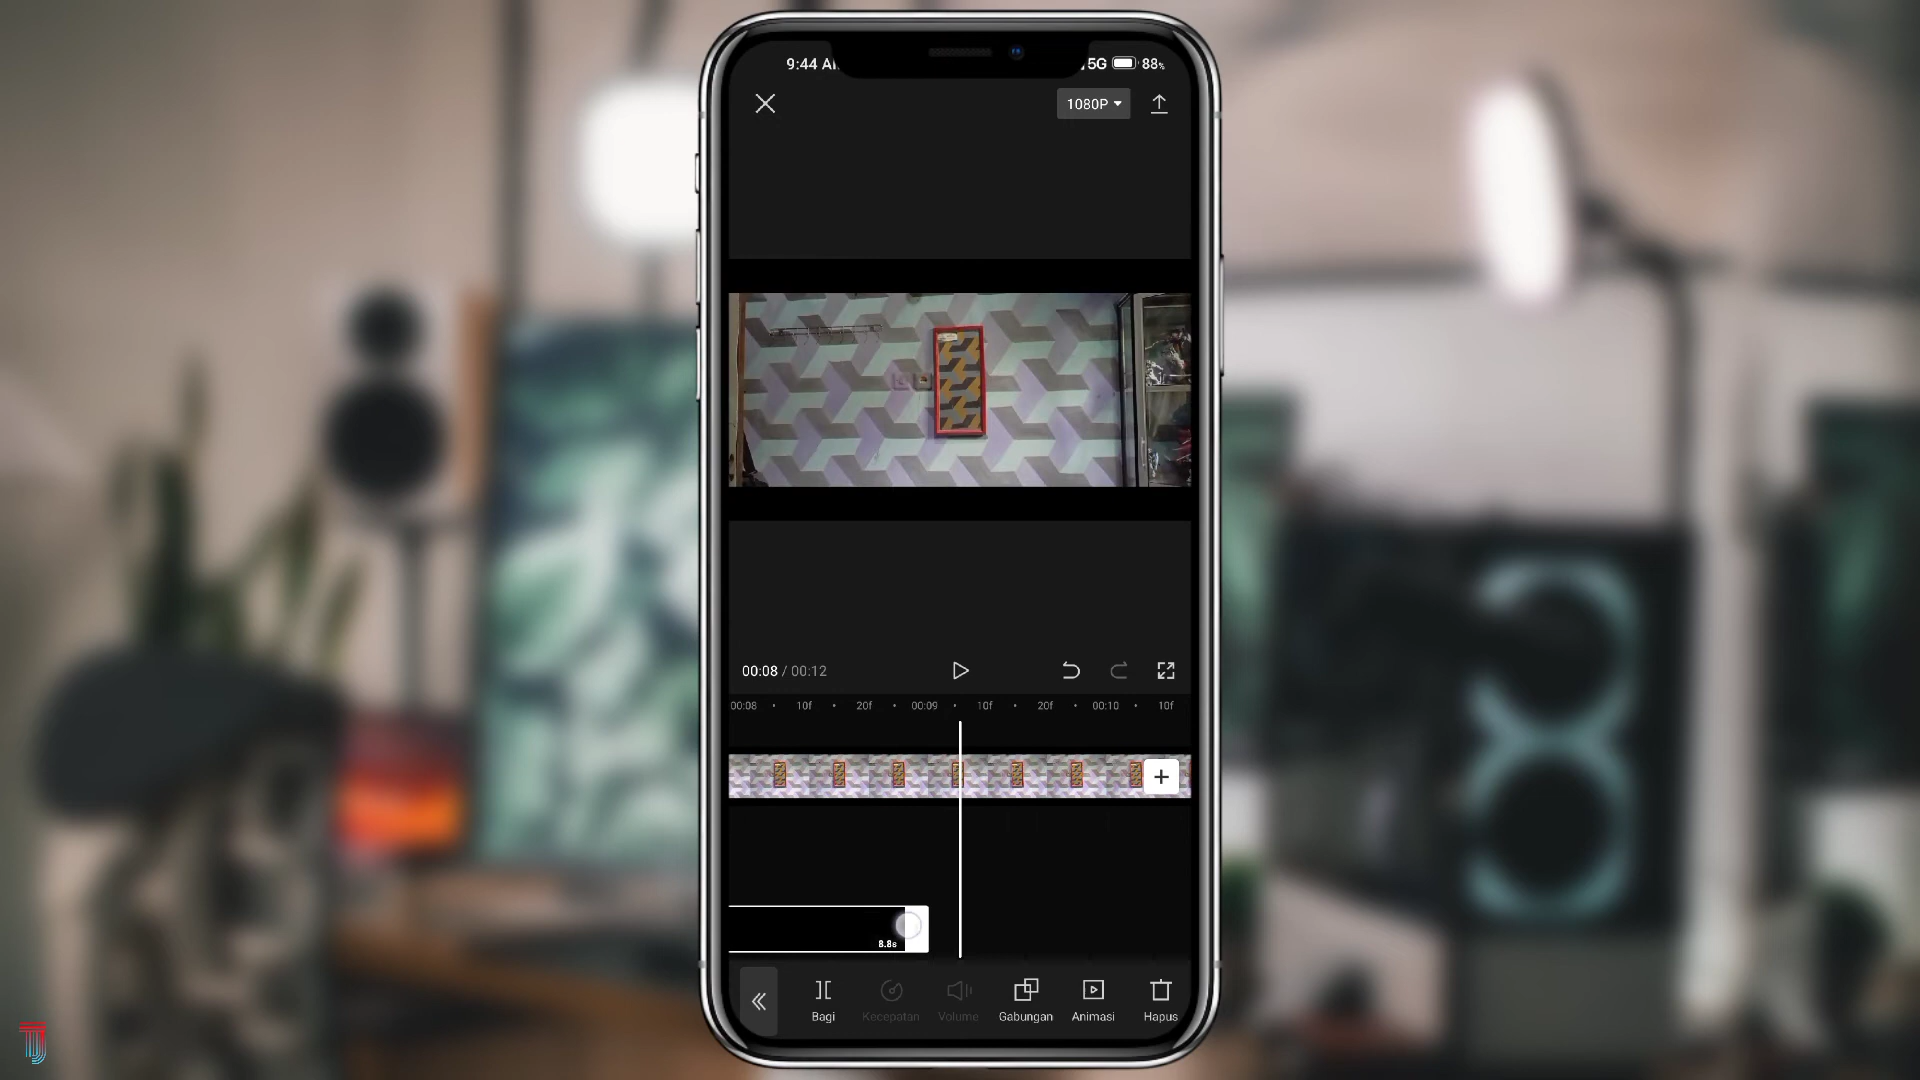 9:44 A
5G 88%
1080P
00:08 / 00:12
00:08 10f 20f 00:09 10f 20f 00:10 10f
8.8s
Bagi Kecepatan Volume Gabungan Animasi Hapus
TJ